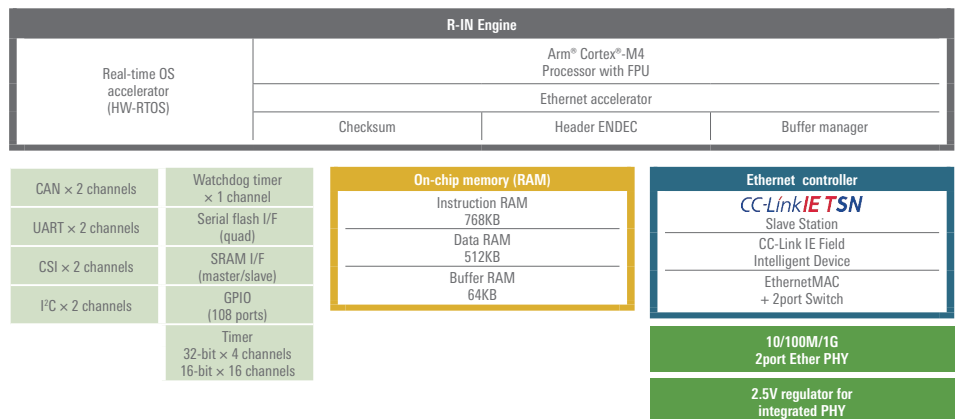 R-IN Engine
Real-time OS
accelerator
(HW-RTOS)
Arm® Cortex®-M4
Processor with FPU
Ethernet accelerator
Checksum
Header ENDEC
Buffer manager
CAN × 2 channels
UART × 2 channels
CSI × 2 channels
I²C × 2 channels
Watchdog timer
× 1 channel
Serial flash I/F
(quad)
SRAM I/F
(master/slave)
GPIO
(108 ports)
Timer
32-bit × 4 channels
16-bit × 16 channels
On-chip memory (RAM)
Instruction RAM
768KB
Data RAM
512KB
Buffer RAM
64KB
Ethernet controller
CC-Link IE TSN
Slave Station
CC-Link IE Field
Intelligent Device
EthernetMAC
+ 2port Switch
10/100M/1G
2port Ether PHY
2.5V regulator for
integrated PHY